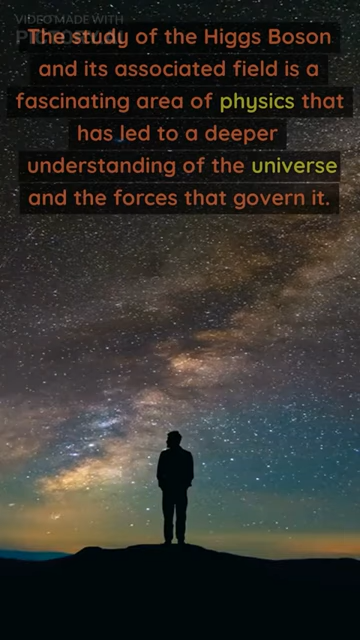 VIDEO MADE WITH
The study of the Higgs Boson
and its associated field is a
fascinating area of physics that
has led to a deeper
understanding of the universe
and the forces that govern it.